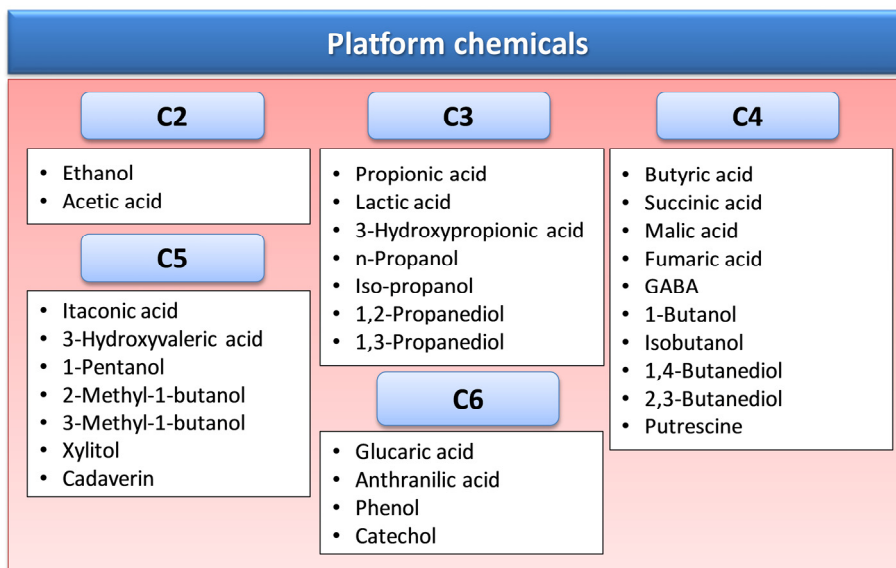 Platform chemicals
C2
• Ethanol
• Acetic acid
C5
• Itaconic acid
• 3-Hydroxyvaleric acid
• 1-Pentanol
• 2-Methyl-1-butanol
• 3-Methyl-1-butanol
• Xylitol
• Cadaverin
C3
• Propionic acid
• Lactic acid
• 3-Hydroxypropionic acid
• n-Propanol
• Iso-propanol
• 1,2-Propanediol
• 1,3-Propanediol
C6
• Glucaric acid
• Anthranilic acid
• Phenol
• Catechol
C4
• Butyric acid
• Succinic acid
• Malic acid
• Fumaric acid
• GABA
• 1-Butanol
• Isobutanol
• 1,4-Butanediol
• 2,3-Butanediol
• Putrescine